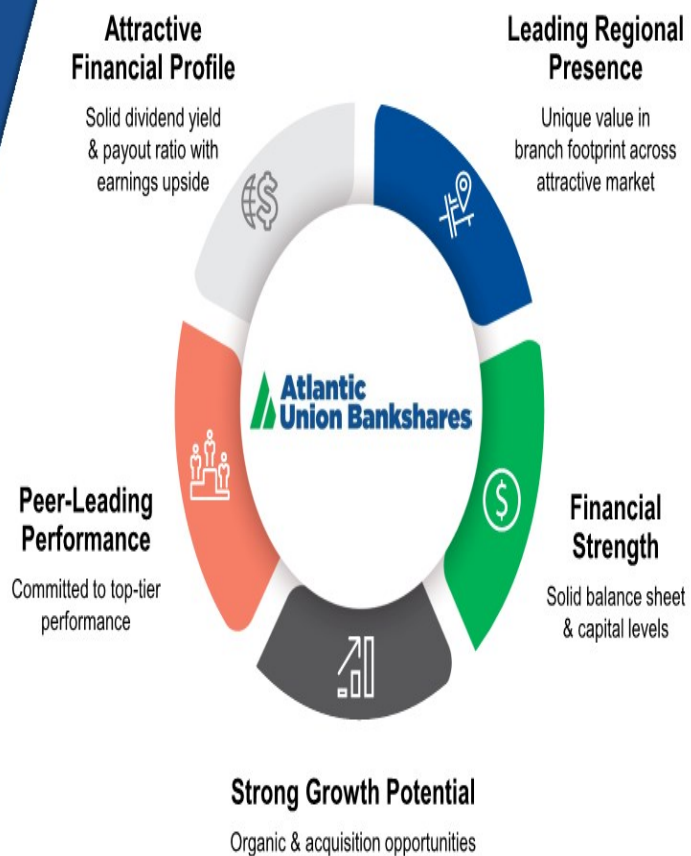 Attractive
Financial Profile
Solid dividend yield
& payout ratio with
earnings upside
Leading Regional
Presence
Unique value in
branch footprint across
attractive market
Atlantic
Union Bankshares
Peer-Leading
Performance
Committed to top-tier
performance
Financial
Strength
Solid balance sheet
& capital levels
Strong Growth Potential
Organic & acquisition opportunities